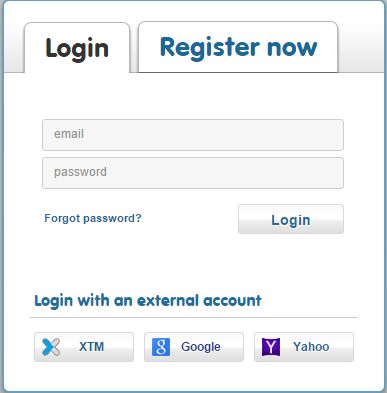 Login Register now
email
password
Forgot password? Login
Login with an external account
XTM g Google Y Yahoo